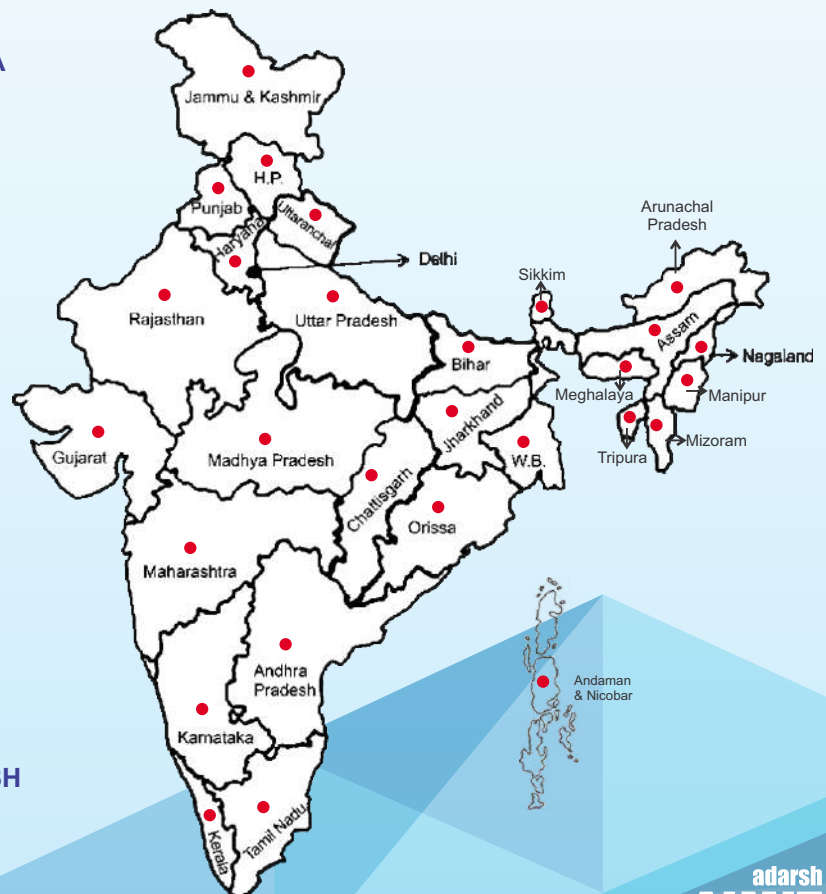 A
Jammu & Kashmir
H.P.
Punjab
Uttaranchal
Haryana
Arunachal
Pradesh
Delhi
Sikkim
Rajasthan
Uttar Pradesh
Assam
Bihar
Nagaland
Meghalaya
Manipur
Jharkhand
Gujarat
Madhya Pradesh
W.B.
Tripura
Mizoram
Chattisgarh
Orissa
Maharashtra
Andhra
Pradesh
Andaman
& Nicobar
Karnataka
SH
Tamil Nadu
Kerala
adarsh